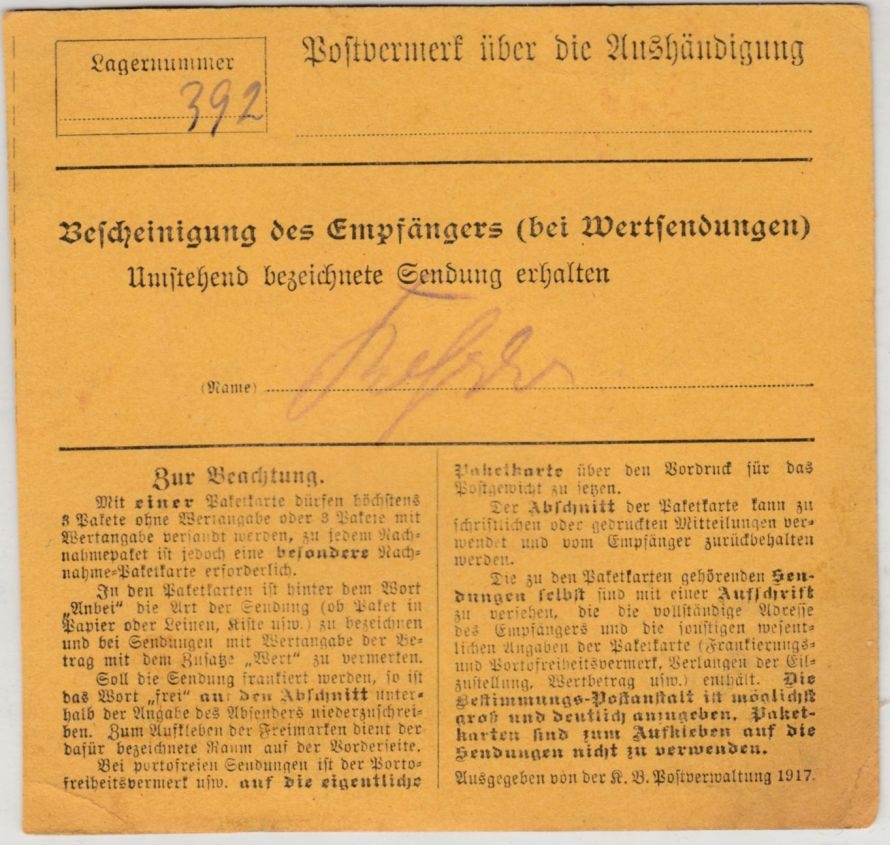 Lagernummer
392
Postvermerk über die Aushändigung
Bescheinigung des Empfängers (bei Wertsendungen)
Umstehend bezeichnete Sendung erhalten
(Name)
Zur Beachtung.
Mit einer Paketkarte dürfen höchstens
3 Pakete ohne Wertangabe oder 3 Pakete mit
Wertangabe versandt werden, zu jedem Nach-
nahmepaket ist jedoch eine besondere Nach-
nahme-Paketkarte erforderlich.
In den Paketkarten ist hinter dem Wort
„Anbei“ die Art der Sendung (ob Paket in
Papier oder Leinen, Kiste usw.) zu bezeichnen
und bei Sendungen mit Wertangabe der Be-
trag mit dem Zusatze „Wert“ zu vermerken.
Soll die Sendung frankiert werden, so ist
das Wort „frei“ auf den Abschnitt unter-
halb der Angabe des Absenders niederzuschrei-
ben. Zum Aufkleben der Freimarken dient der
dafür bezeichnete Raum auf der Vorderseite.
Bei portofreien Sendungen ist der Porto-
freiheitsvermerk usw. auf die eigentliche
Paketkarte über den Vordruck für das
Postgewicht zu setzen.
Der Abschnitt der Paketkarte kann zu
schriftlichen oder gedruckten Mitteilungen ver-
wendet und vom Empfänger zurückbehalten
werden.
Die zu den Paketkarten gehörenden Sen-
dungen selbst sind mit einer Aufschrift
zu versehen, die die vollständige Adresse
des Empfängers und die sonstigen wesent-
lichen Angaben der Paketkarte (Frankierungs-
und Portofreiheitsvermerk, Verlangen der Eil-
zustellung, Wertbetrag usw.) enthält. Die
Bestimmungs-Postanstalt ist möglichst
groß und deutlich anzugeben. Paket-
karten sind zum Aufkleben auf die
Sendungen nicht zu verwenden.
Ausgegeben von der K. B. Postverwaltung 1917.